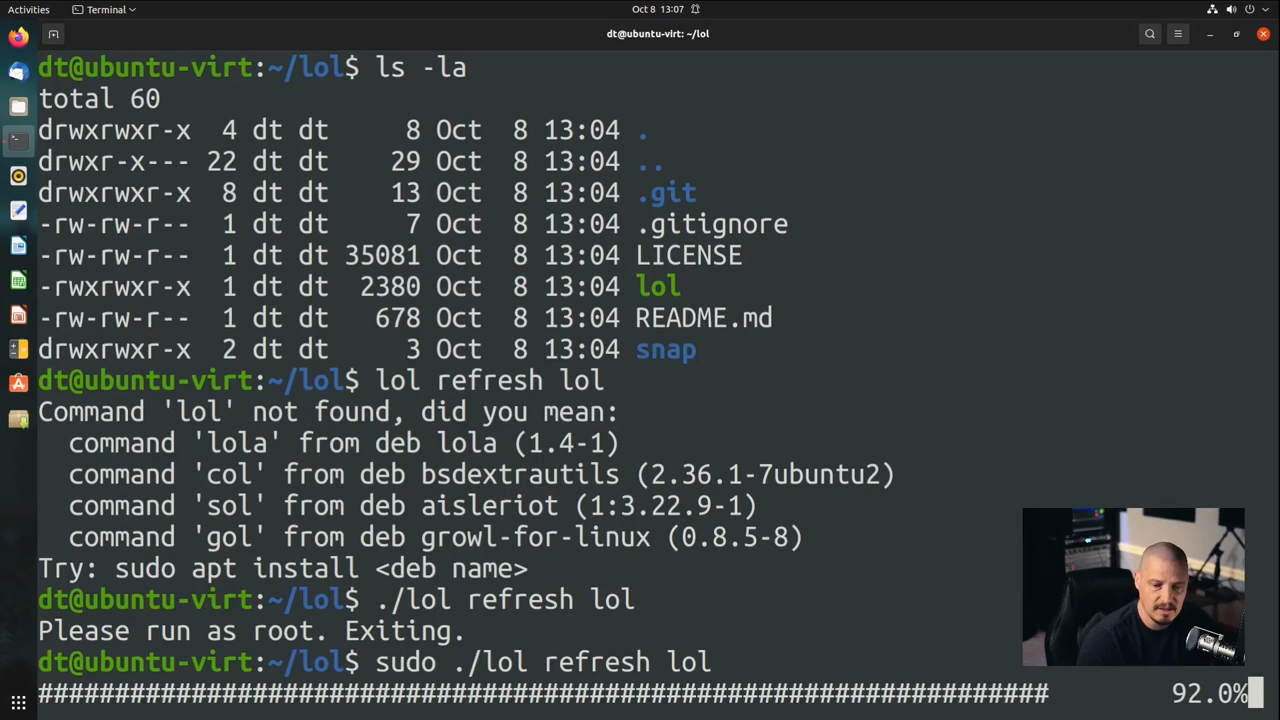 Activities
Terminal
Oct 8 13:07
dt@ubuntu-virt: ~/lol
dt@ubuntu-virt:~/lol$ ls -la
total 60
drwxrwxr-x 4 dt dt 8 Oct 8 13:04 .
drwxr-x--- 22 dt dt 29 Oct 8 13:04 ..
drwxrwxr-x 8 dt dt 13 Oct 8 13:04 .git
-rw-rw-r-- 1 dt dt 7 Oct 8 13:04 .gitignore
-rw-rw-r-- 1 dt dt 35081 Oct 8 13:04 LICENSE
-rwxrwxr-x 1 dt dt 2380 Oct 8 13:04 lol
-rw-rw-r-- 1 dt dt 678 Oct 8 13:04 README.md
drwxrwxr-x 2 dt dt 3 Oct 8 13:04 snap
dt@ubuntu-virt:~/lol$ lol refresh lol
Command 'lol' not found, did you mean:
command 'lola' from deb lola (1.4-1)
command 'col' from deb bsdextrautils (2.36.1-7ubuntu2)
command 'sol' from deb aisleriot (1:3.22.9-1)
command 'gol' from deb growl-for-linux (0.8.5-8)
Try: sudo apt install <deb name>
dt@ubuntu-virt:~/lol$ ./lol refresh lol
Please run as root. Exiting.
dt@ubuntu-virt:~/lol$ sudo ./lol refresh lol
################################################################## 92.0%